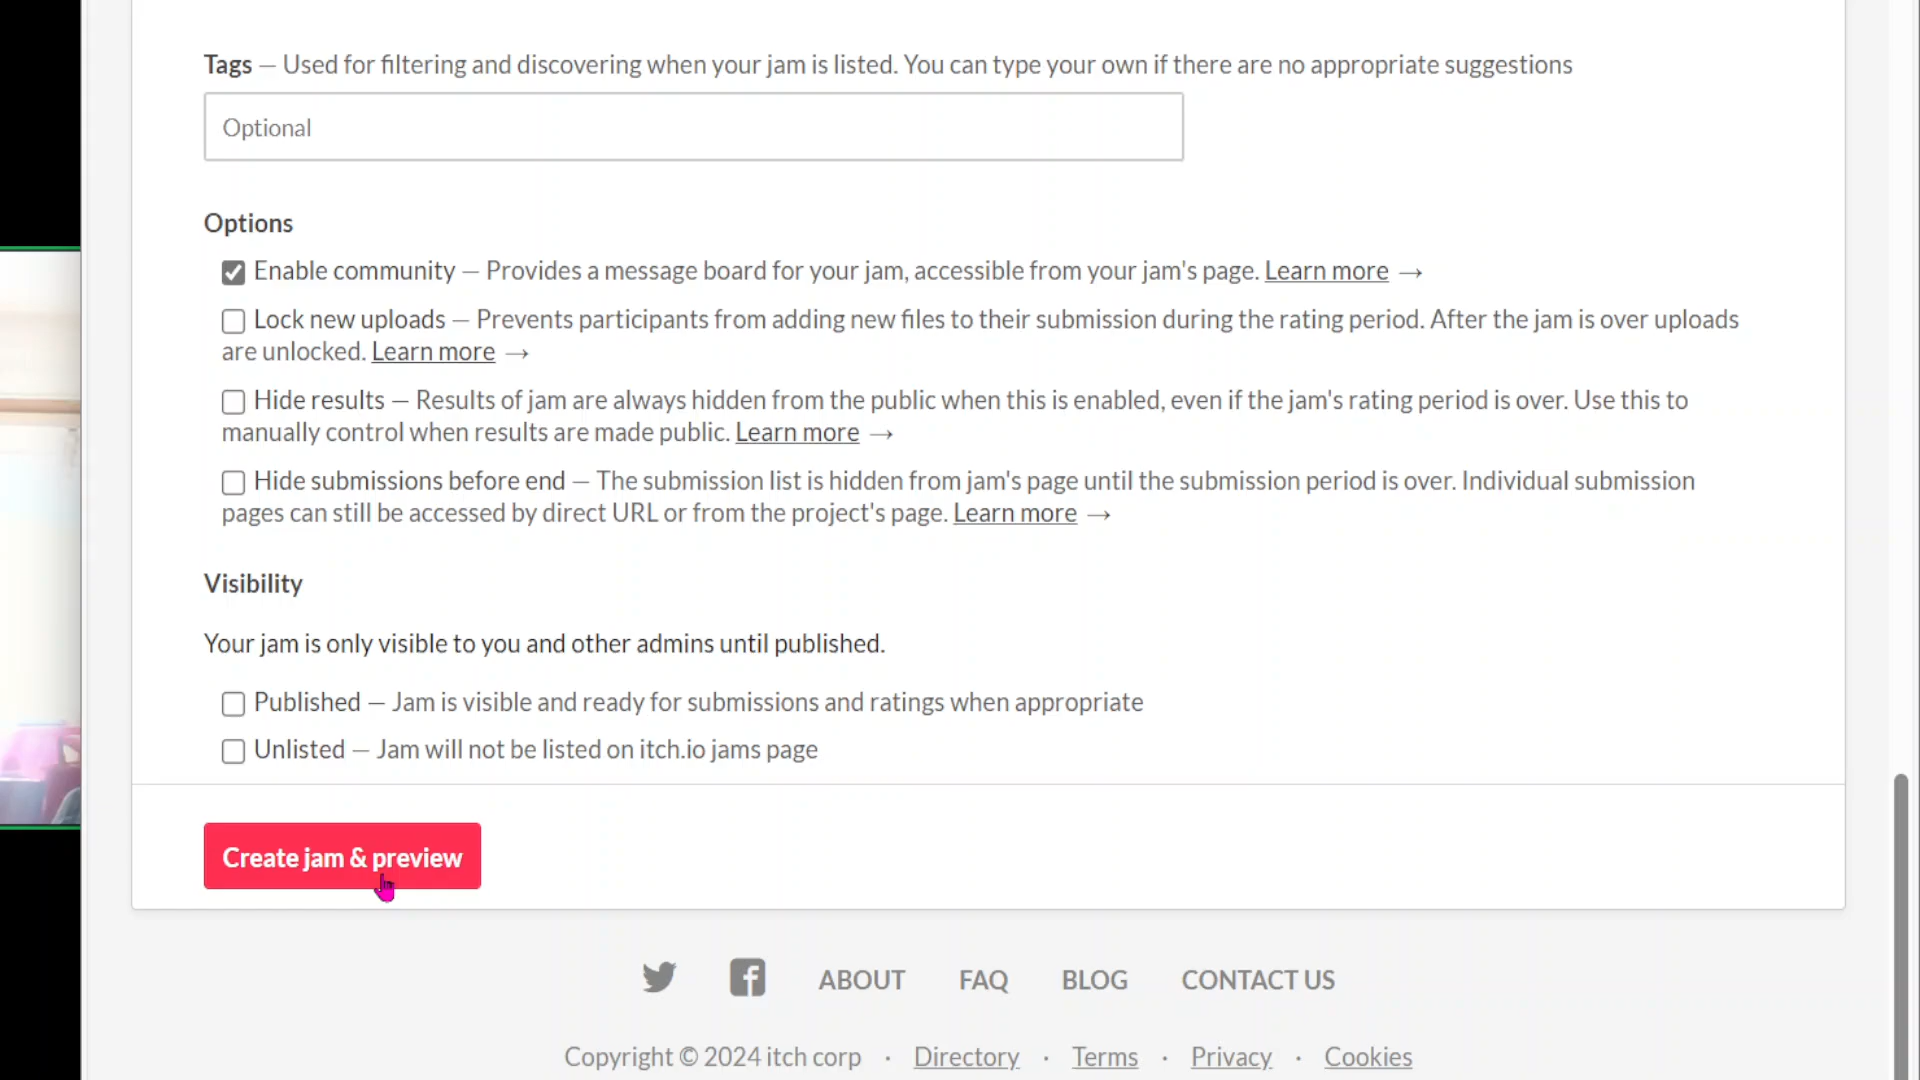 Tags — Used for filtering and discovering when your jam is listed. You can type your own if there are no appropriate suggestions
Optional
Options
Enable community — Provides a message board for your jam, accessible from your jam's page. Learn more →
Lock new uploads — Prevents participants from adding new files to their submission during the rating period. After the jam is over uploads
are unlocked. Learn more →
Hide results — Results of jam are always hidden from the public when this is enabled, even if the jam's rating period is over. Use this to
manually control when results are made public. Learn more →
Hide submissions before end — The submission list is hidden from jam's page until the submission period is over. Individual submission
pages can still be accessed by direct URL or from the project's page. Learn more →
Visibility
Your jam is only visible to you and other admins until published.
Published — Jam is visible and ready for submissions and ratings when appropriate
Unlisted — Jam will not be listed on itch.io jams page
Create jam & preview
ABOUT FAQ BLOG CONTACT US
Copyright © 2024 itch corp · Directory · Terms · Privacy · Cookies